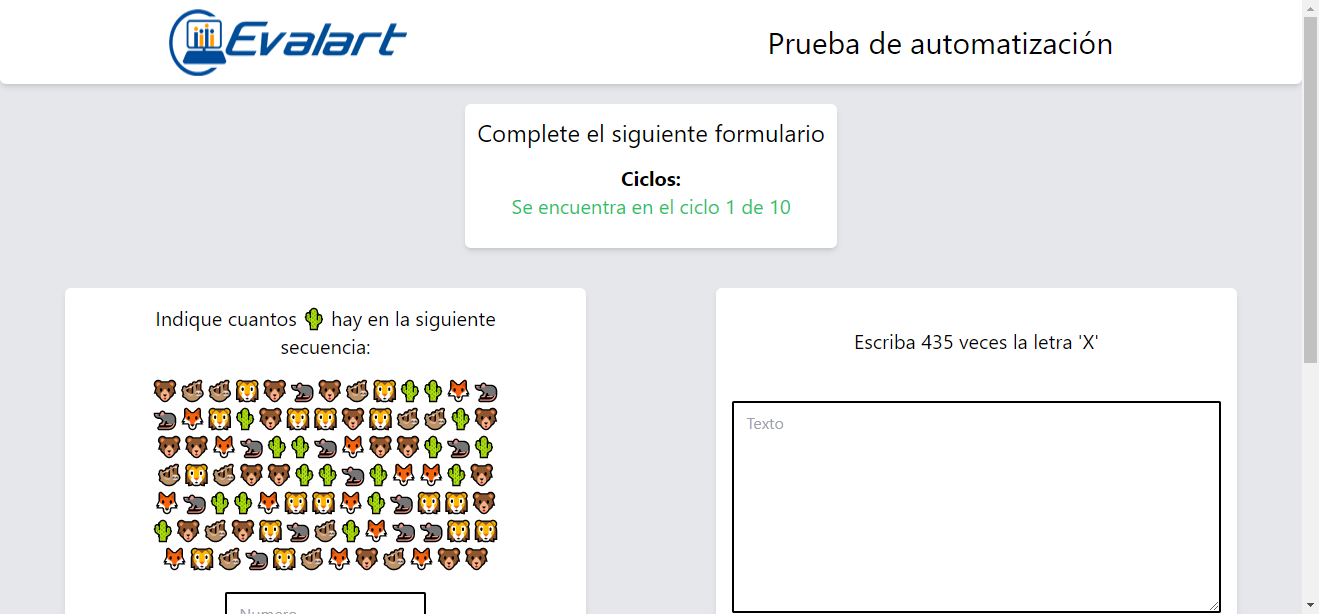 Evalart
Prueba de automatización
Complete el siguiente formulario
Ciclos:
Se encuentra en el ciclo 1 de 10
Indique cuantos 🌵 hay en la siguiente
secuencia:
🐻🦥🦥🦁🐻🐀🐻🦥🦁🌵🌵🦊🐀
🐀🦊🦁🌵🐻🦁🦁🐻🦁🦥🦥🌵🐻
🐻🐻🦊🐀🌵🌵🐀🦊🐻🐻🌵🐀🌵
🦥🦁🦥🐻🐻🌵🌵🐀🌵🦊🦊🌵🐻
🦊🐀🌵🌵🦊🦁🦁🦊🌵🐀🦁🦁🐻
🌵🐻🦥🐻🦁🐀🦥🌵🦊🐀🐀🦁🦁
🦊🦁🦥🐀🦁🦥🦊🐻🦥🦊🐻🐻
Numero
Escriba 435 veces la letra 'X'
Texto